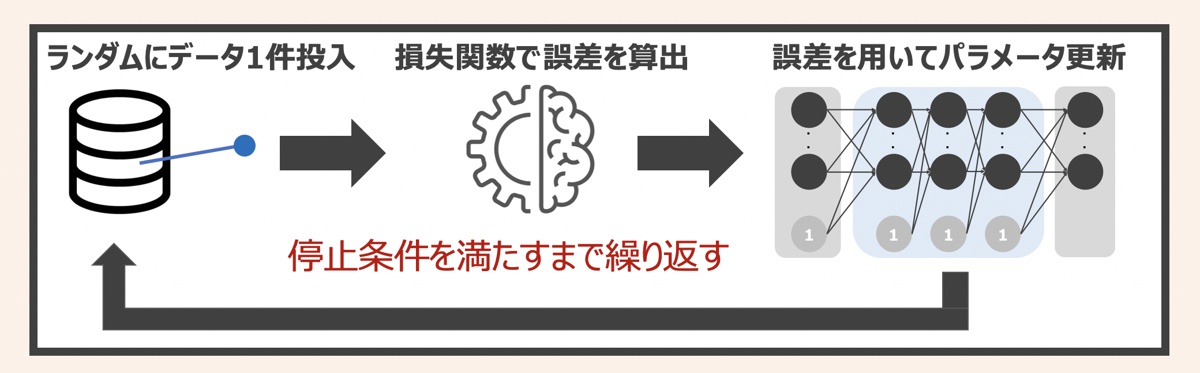 ランダムにデータ1件投入
損失関数で誤差を算出
誤差を用いてパラメータ更新
1 1 1 1
停止条件を満たすまで繰り返す